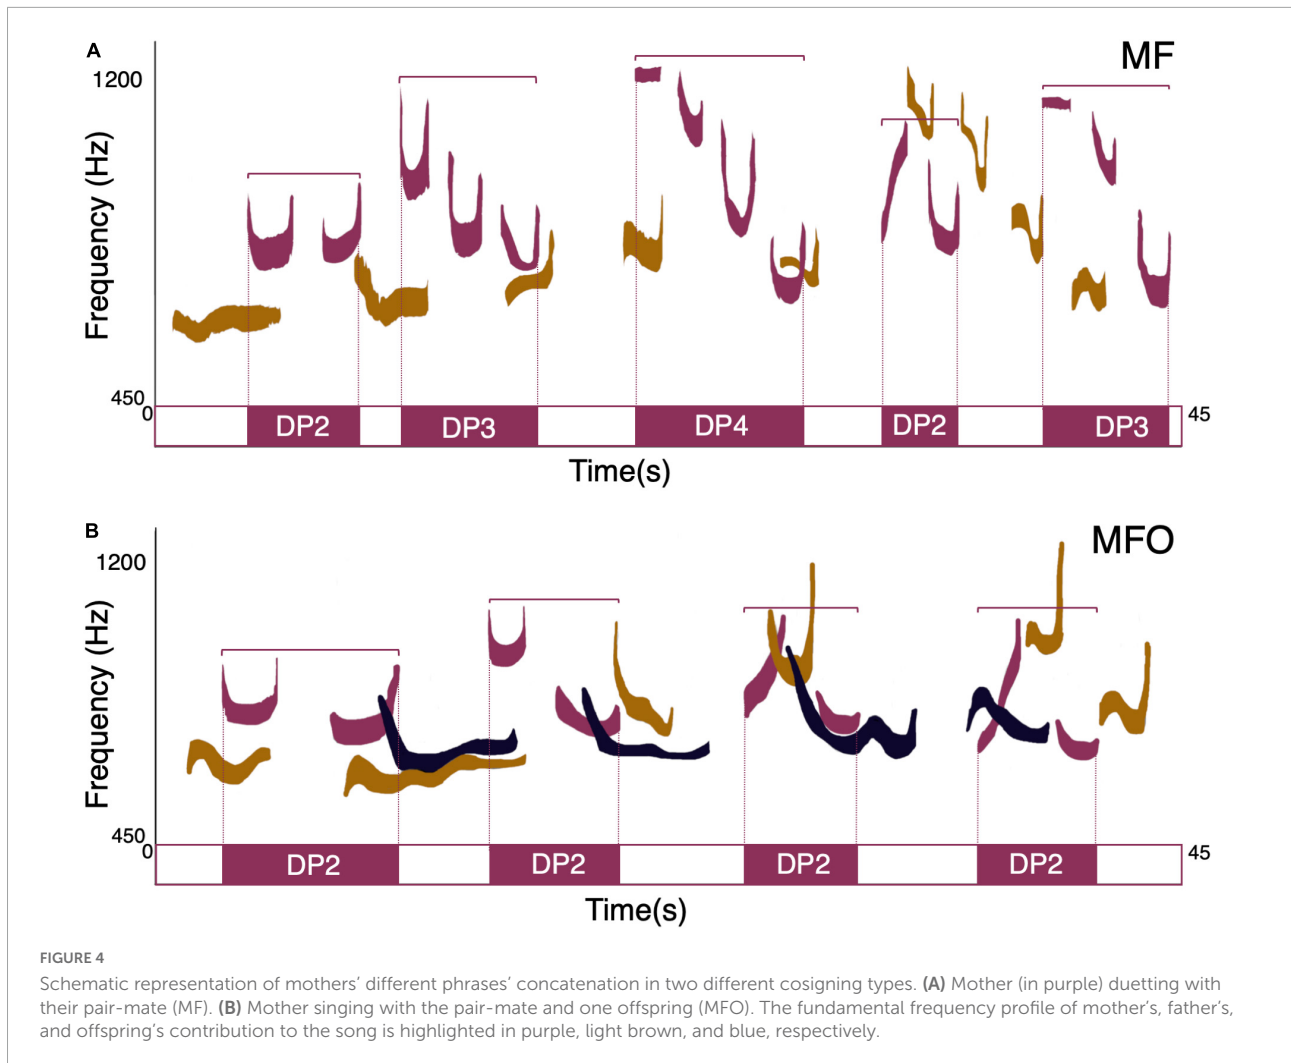 A
MF
1200
Frequency (Hz)
450
0
DP2 DP3 DP4 DP2 DP3
45
Time(s)
B
MFO
1200
Frequency (Hz)
450
0
DP2 DP2 DP2 DP2
45
Time(s)
FIGURE 4
Schematic representation of mothers' different phrases' concatenation in two different cosigning types. (A) Mother (in purple) duetting with
their pair-mate (MF). (B) Mother singing with the pair-mate and one offspring (MFO). The fundamental frequency profile of mother's, father's,
and offspring's contribution to the song is highlighted in purple, light brown, and blue, respectively.